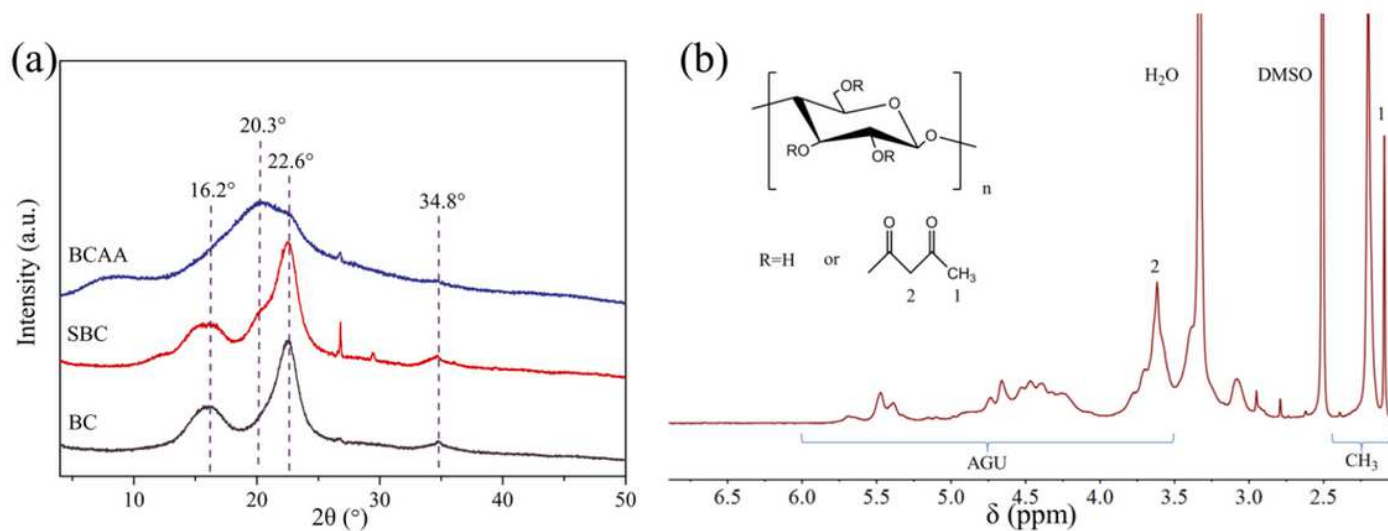 (a)
20.3°
22.6°
16.2°
34.8°
BCAA
SBC
BC
Intensity (a.u.)
10 20 30 40 50
2θ (°)
(b)
OR
O
O
RO
OR
n
O O
R=H or
CH3
2 1
H2O
DMSO
1
2
AGU
CH3
6.5 6.0 5.5 5.0 4.5 4.0 3.5 3.0 2.5
δ (ppm)